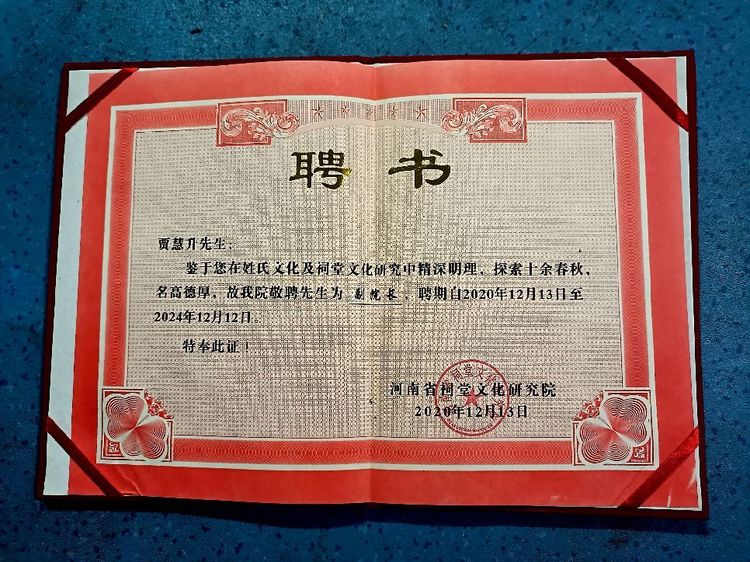 聘书
贾慧升先生:
鉴于您在姓氏文化及祠堂文化研究中精深明理，探索十余春秋，
名高德厚，故我院敬聘先生为 副院长 ，聘期自2020年12月13日至
2024年12月12日。
特奉此证！
河南省祠堂文化研究院
2020年12月13日